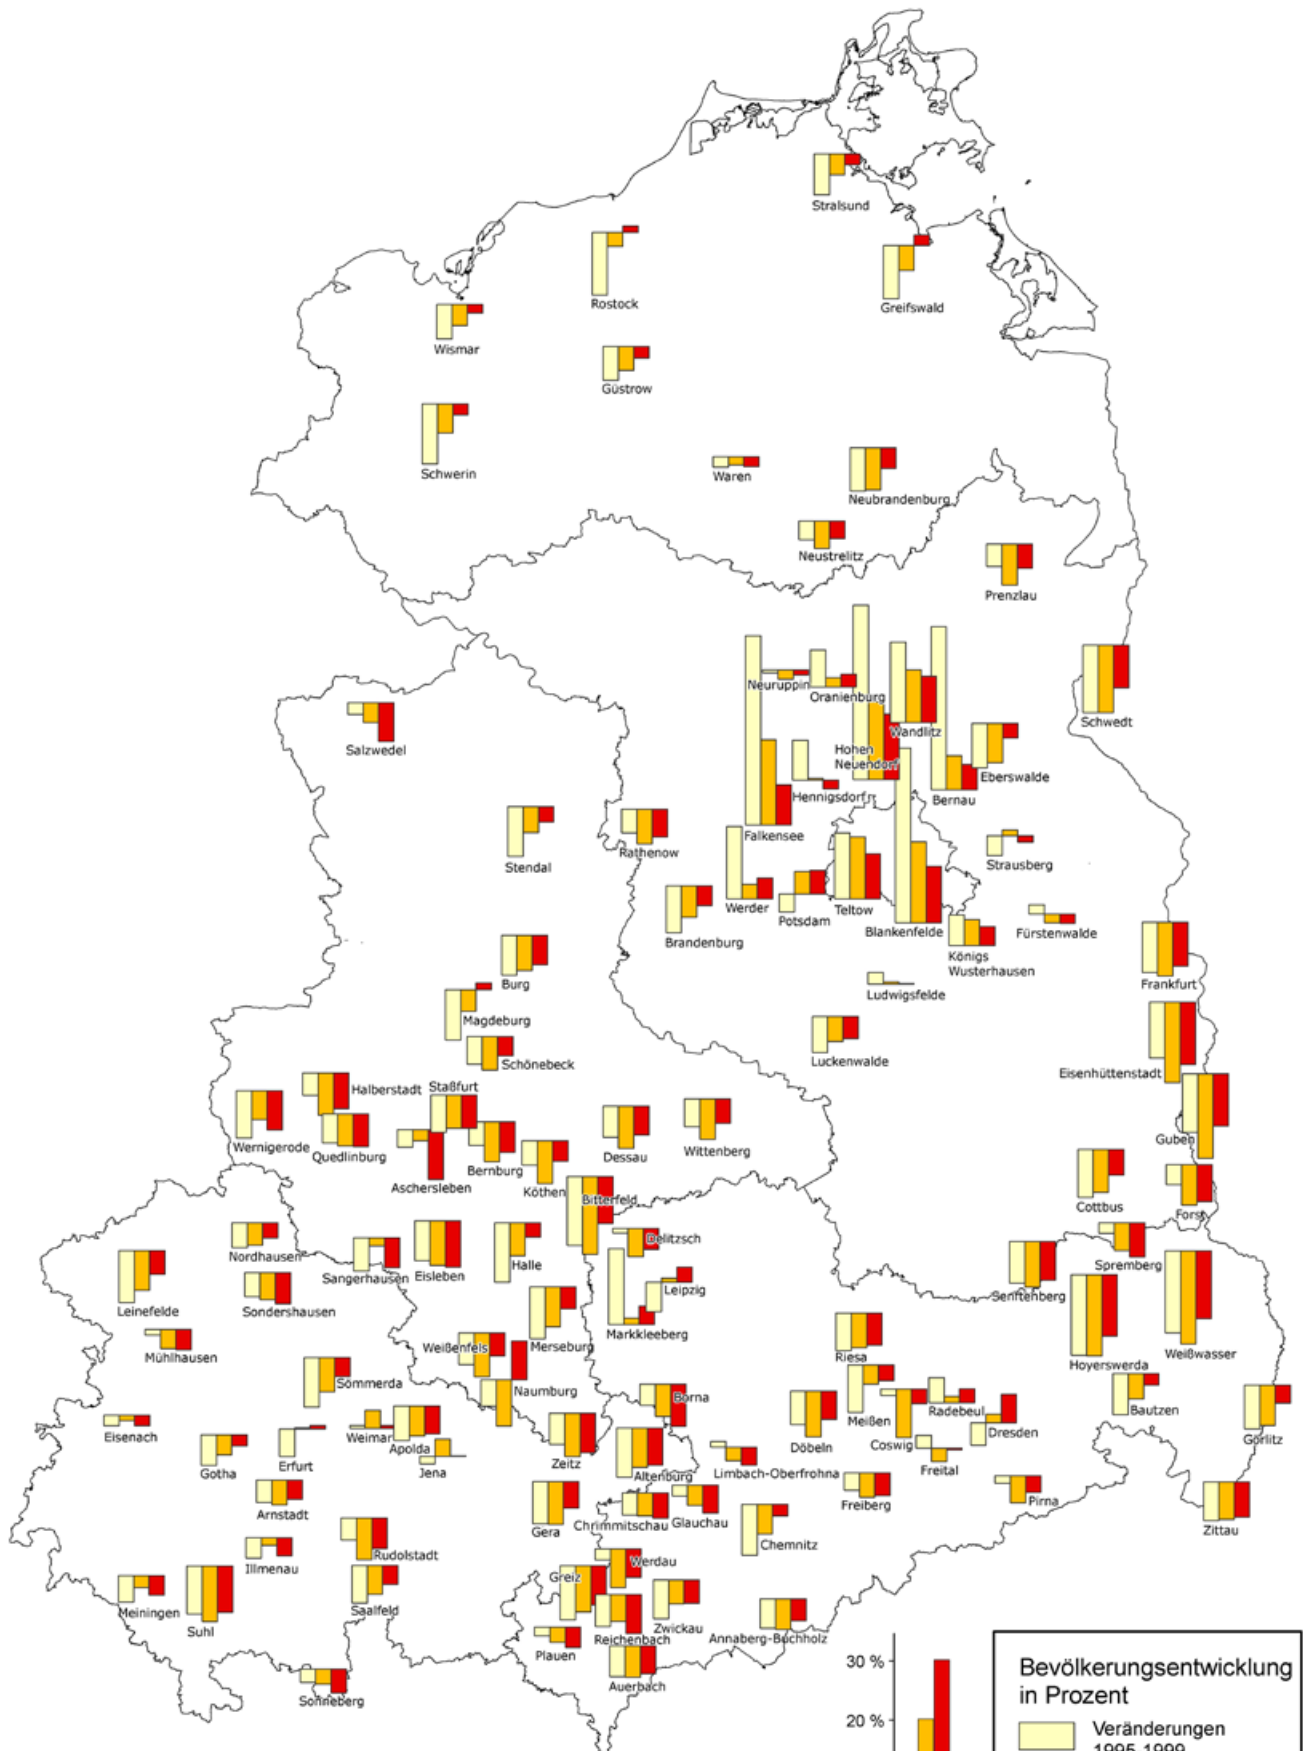 Stralsund
Rostock
Greifswald
Wismar
Güstrow
Schwerin
Waren
Neubrandenburg
Neustrelitz
Prenzlau
Neuruppin
Oranienburg
Schwedt
Wandlitz
Salzwedel
Hohen
Neuendorf
Eberswalde
Hennigsdorf
Bernau
Falkensee
Rathenow
Stendal
Strausberg
Werder
Potsdam
Teltow
Brandenburg
Blankenfelde
Fürstenwalde
Königs
Wusterhausen
Burg
Ludwigsfelde
Frankfurt
Magdeburg
Schönebeck
Luckenwalde
Eisenhüttenstadt
Halberstadt
Staßfurt
Wernigerode
Quedlinburg
Guben
Dessau
Wittenberg
Bernburg
Aschersleben
Köthen
Bitterfeld
Cottbus
Forst
Nordhausen
Delitzsch
Sangerhausen
Eisleben
Halle
Spremberg
Leipzig
Senftenberg
Leinefelde
Sondershausen
Markkleeberg
Mühlhausen
Weißenfels
Merseburg
Riesa
Weißwasser
Hoyerswerda
Sömmerda
Naumburg
Borna
Meißen
Radebeul
Bautzen
Eisenach
Weimar
Apolda
Döbeln
Coswig
Dresden
Görlitz
Gotha
Erfurt
Jena
Zeitz
Altenburg
Limbach-Oberfrohna
Freital
Arnstadt
Freiberg
Pirna
Gera
Chrimmitschau
Glauchau
Zittau
Chemnitz
Rudolstadt
Illmenau
Werdau
Greiz
Meiningen
Saalfeld
Suhl
Zwickau
Reichenbach
Annaberg-Buchholz
Plauen
Auerbach
Sonneberg
30 %
20 %
Bevölkerungsentwicklung
in Prozent
Veränderungen
1995-1999